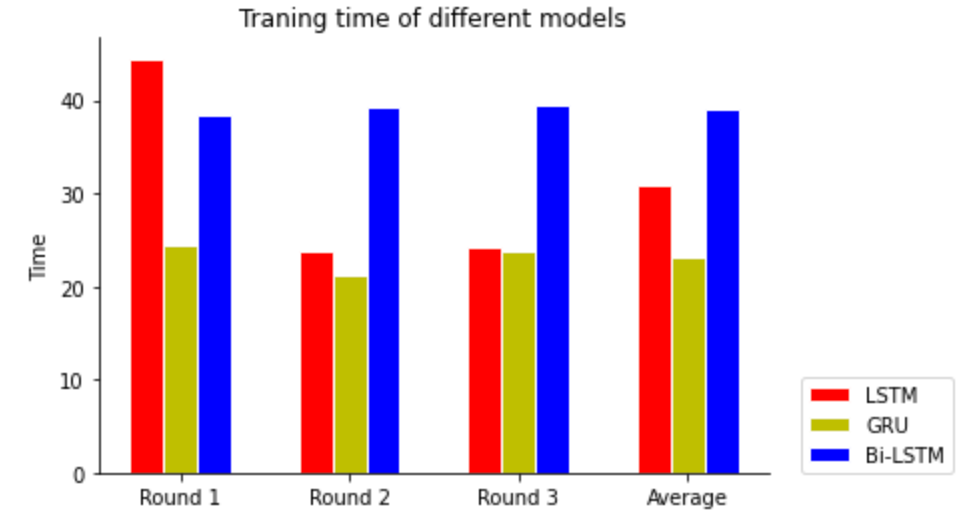 Traning time of different models
Time
40
30
20
10
0
Round 1
Round 2
Round 3
Average
LSTM
GRU
Bi-LSTM